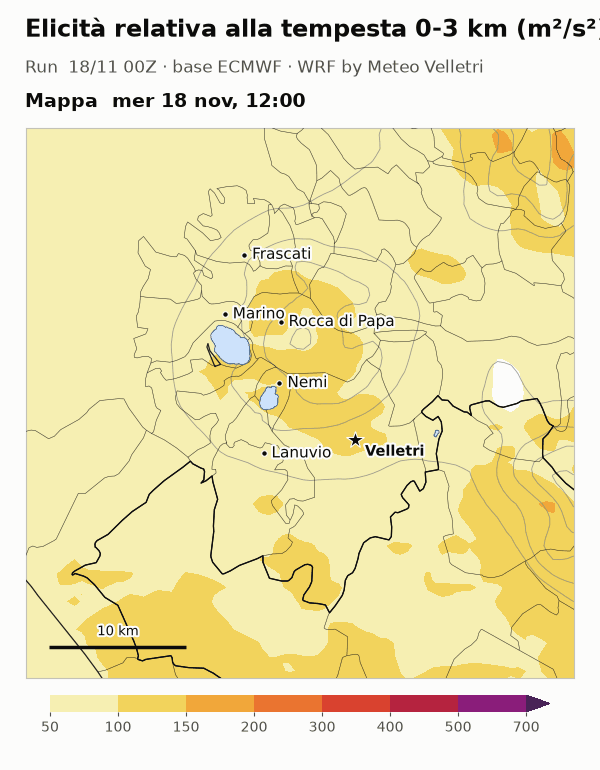 Elicità relativa alla tempesta 0-3 km (m²/s²)
Run 18/11 00Z · base ECMWF · WRF by Meteo Velletri
Mappa mer 18 nov, 12:00
Frascati
Marino
Rocca di Papa
Nemi
Velletri
Lanuvio
10 km
50 100 150 200 300 400 500 700